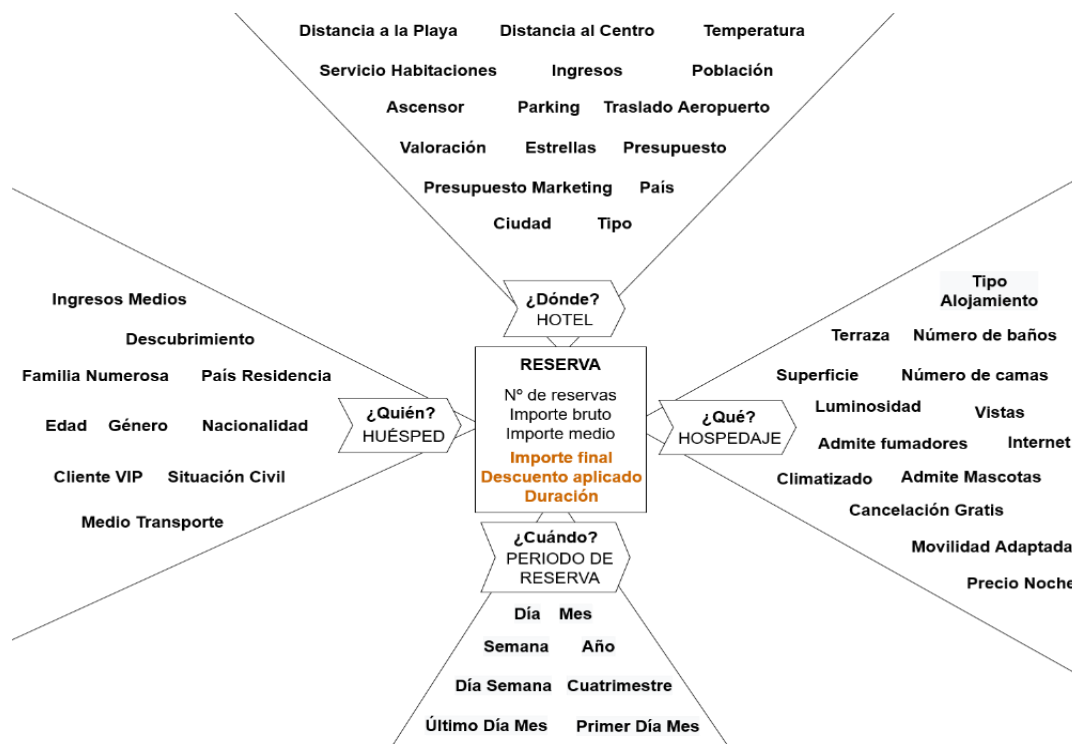 Distancia a la Playa Distancia al Centro Temperatura
Servicio Habitaciones Ingresos Población
Ascensor Parking Traslado Aeropuerto
Valoración Estrellas Presupuesto
Presupuesto Marketing País
Ciudad Tipo
¿Dónde?
HOTEL
Ingresos Medios
Descubrimiento
Familia Numerosa País Residencia
Edad Género Nacionalidad
Cliente VIP Situación Civil
Medio Transporte
¿Quién?
HUÉSPED
RESERVA
Nº de reservas
Importe bruto
Importe medio
Importe final
Descuento aplicado
Duración
¿Qué?
HOSPEDAJE
Tipo
Alojamiento
Terraza Número de baños
Superficie Número de camas
Luminosidad Vistas
Admite fumadores Internet
Climatizado Admite Mascotas
Cancelación Gratis
Movilidad Adaptada
Precio Noche
¿Cuándo?
PERIODO DE
RESERVA
Día Mes
Semana Año
Día Semana Cuatrimestre
Último Día Mes Primer Día Mes